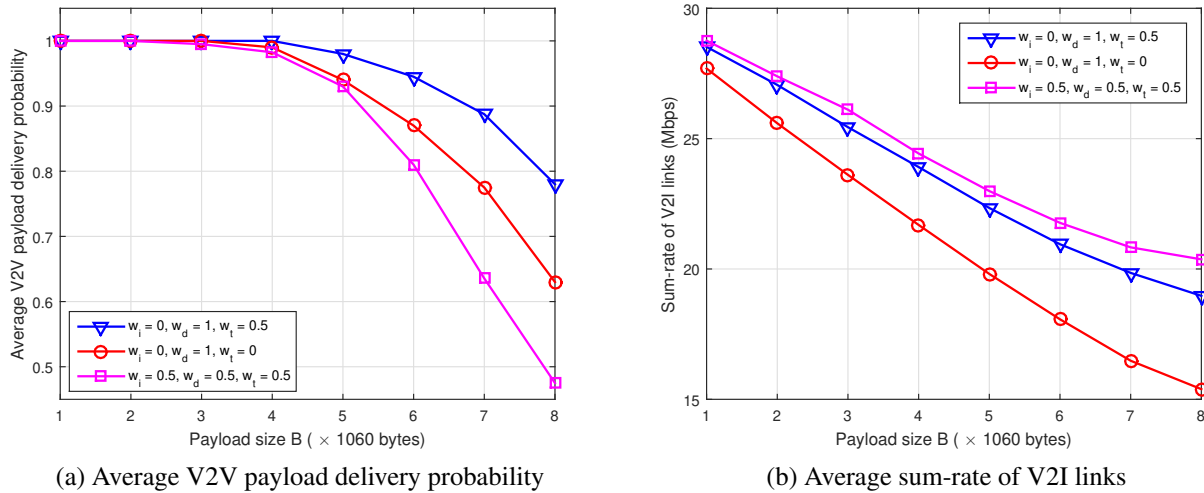 1
0.9
0.8
0.7
0.6
0.5
Average V2V payload delivery probability
w_i = 0, w_d = 1, w_t = 0.5
w_i = 0, w_d = 1, w_t = 0
w_i = 0.5, w_d = 0.5, w_t = 0.5
1 2 3 4 5 6 7 8
Payload size B ( × 1060 bytes)
(a) Average V2V payload delivery probability
30
25
20
15
Sum-rate of V2I links (Mbps)
w_i = 0, w_d = 1, w_t = 0.5
w_i = 0, w_d = 1, w_t = 0
w_i = 0.5, w_d = 0.5, w_t = 0.5
1 2 3 4 5 6 7 8
Payload size B ( × 1060 bytes)
(b) Average sum-rate of V2I links